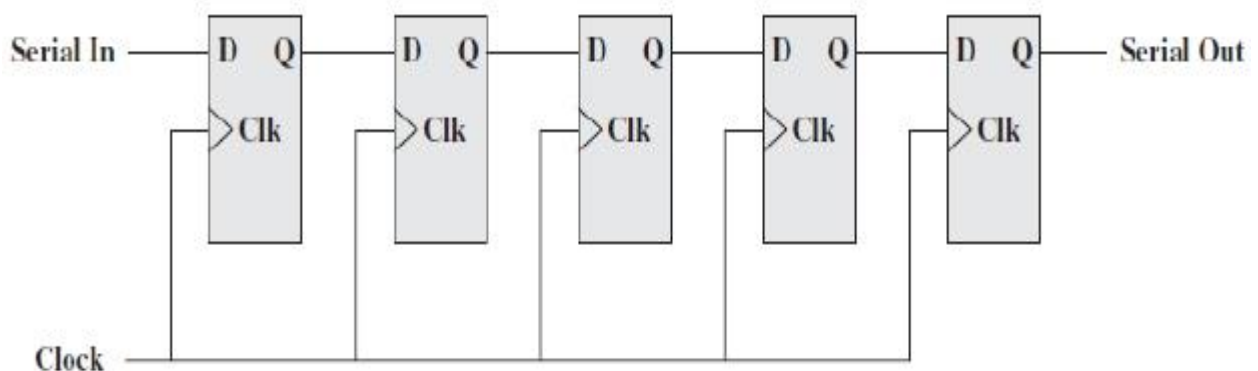 Serial In D Q D Q D Q D Q D Q Serial Out
Clk Clk Clk Clk Clk
Clock